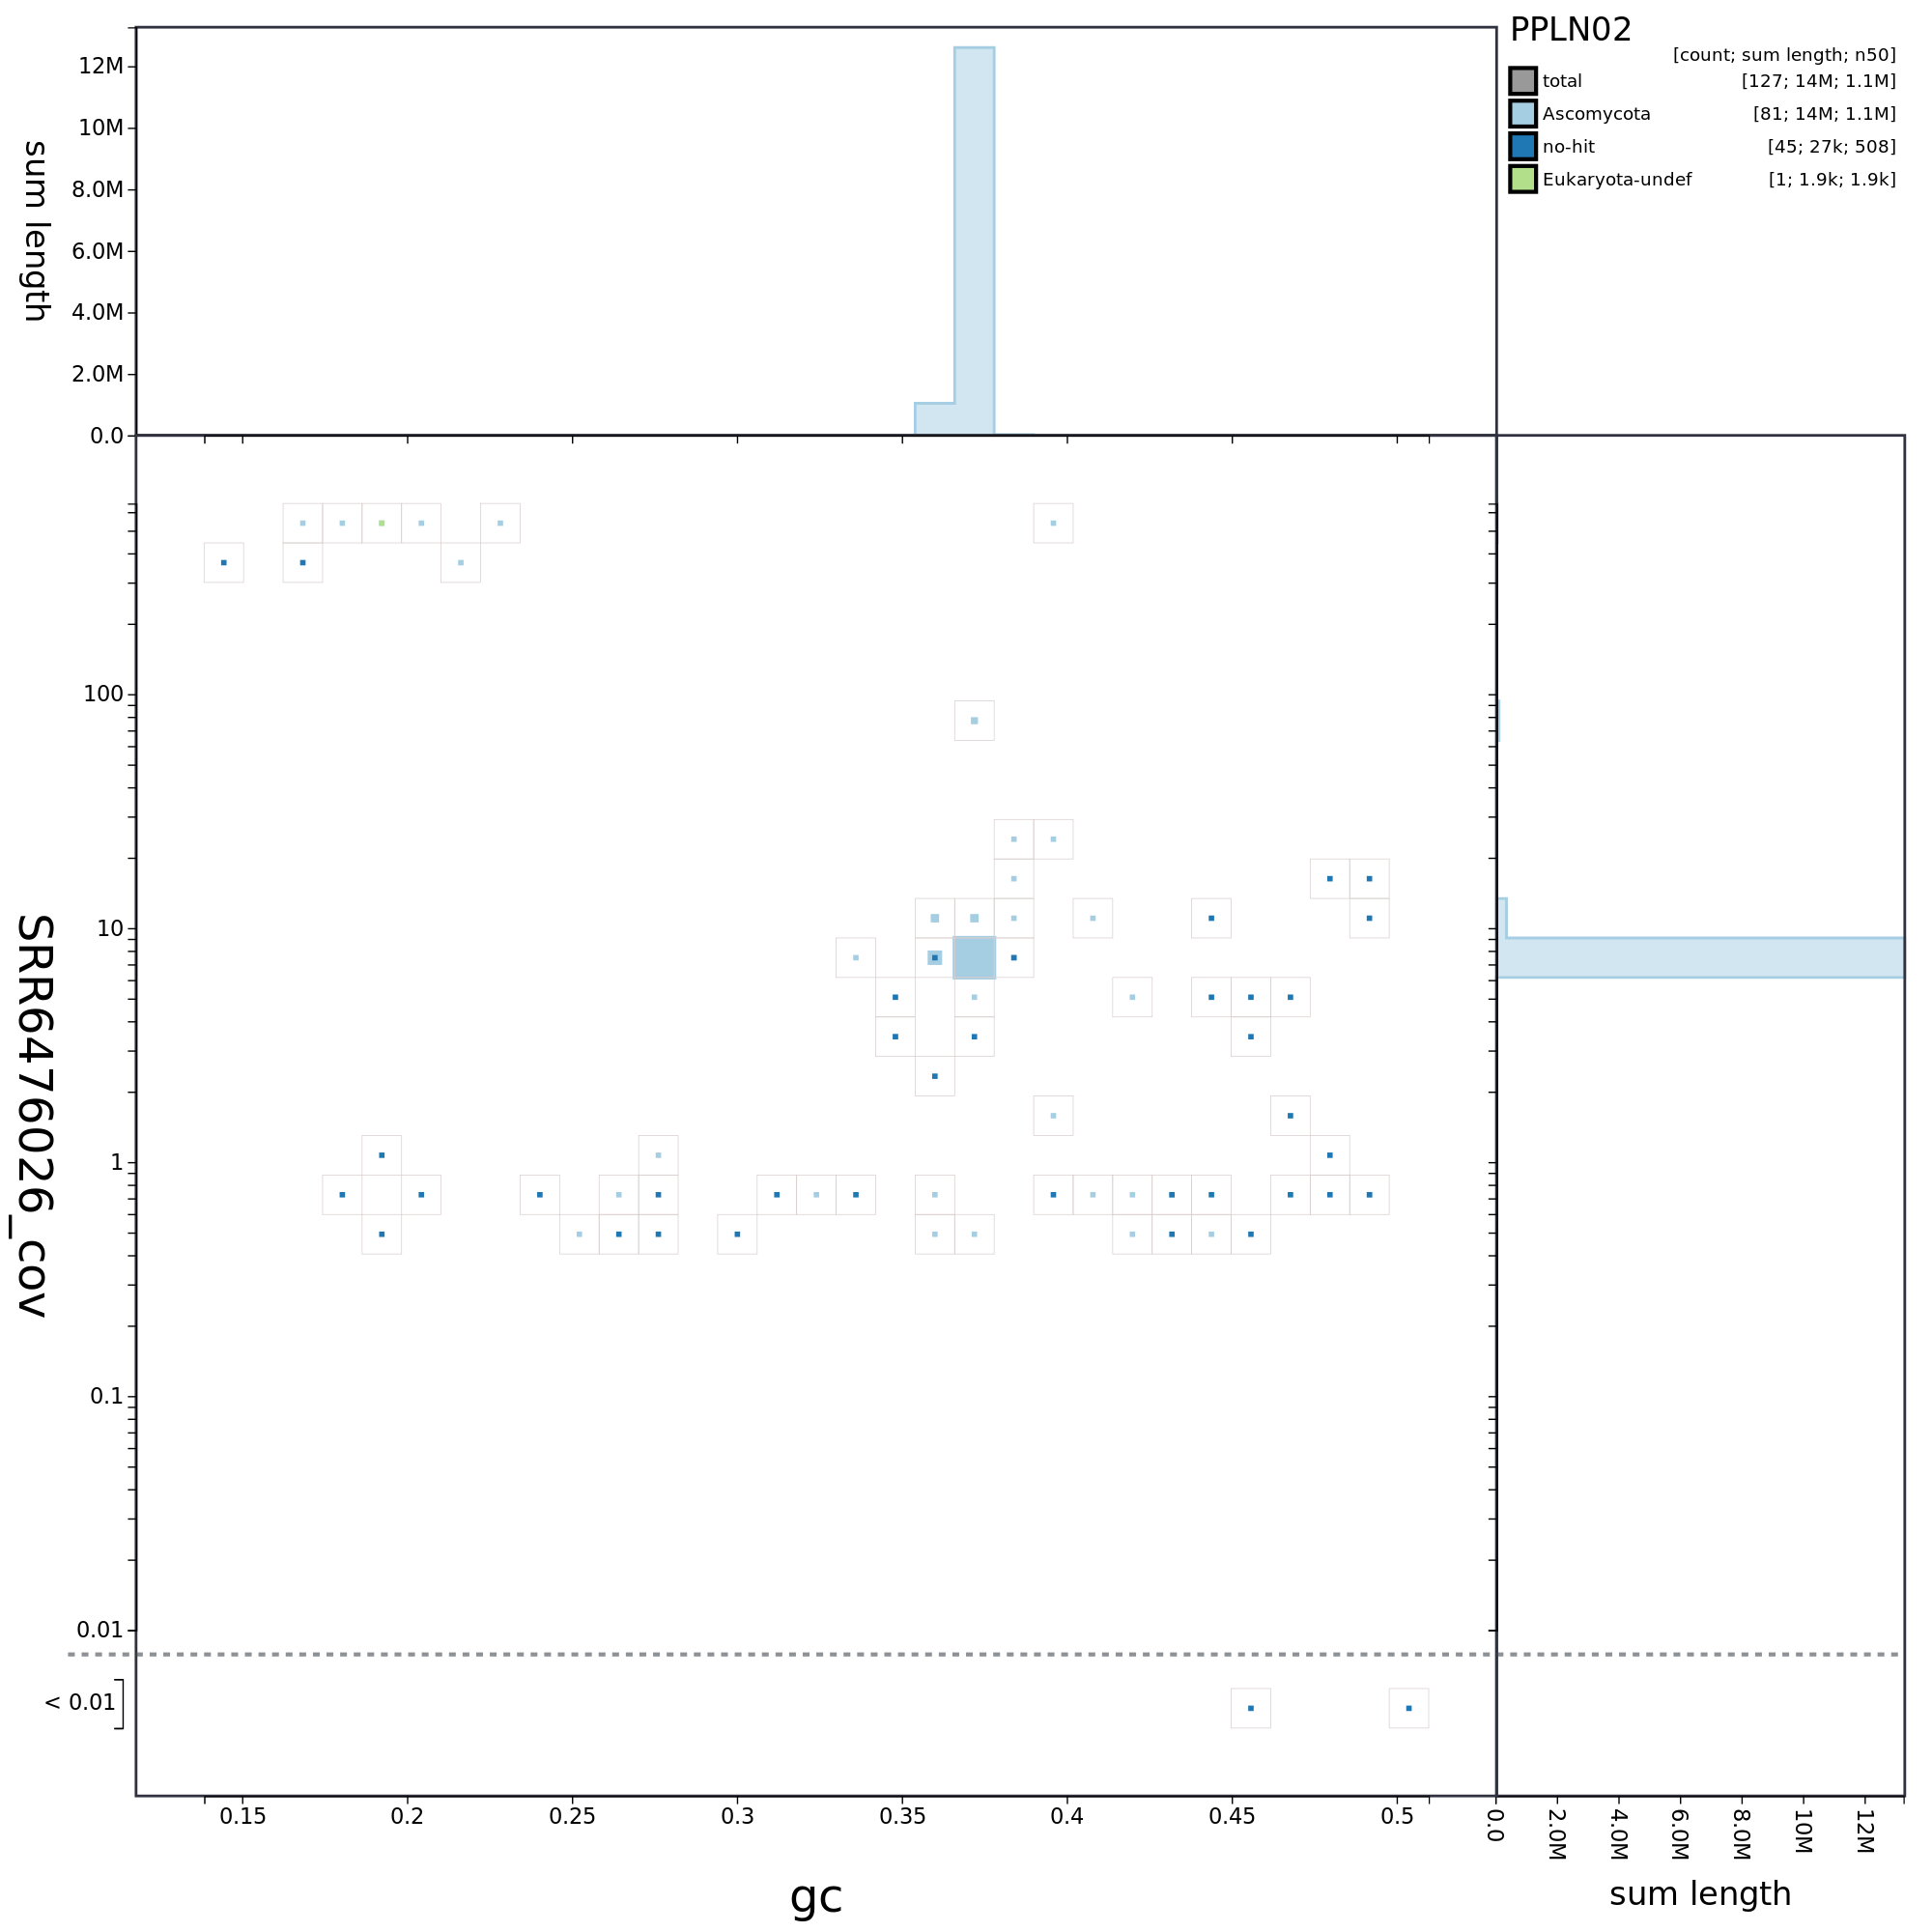 PPLN02
[count; sum length; n50]
total [127; 14M; 1.1M]
Ascomycota [81; 14M; 1.1M]
no-hit [45; 27k; 508]
Eukaryota-undef [1; 1.9k; 1.9k]
sum length
12M
10M
8.0M
6.0M
4.0M
2.0M
0.0
SRR6476026_cov
100
10
1
0.1
0.01
< 0.01
0.15 0.2 0.25 0.3 0.35 0.4 0.45 0.5
gc
0.0 2.0M 4.0M 6.0M 8.0M 10M 12M
sum length